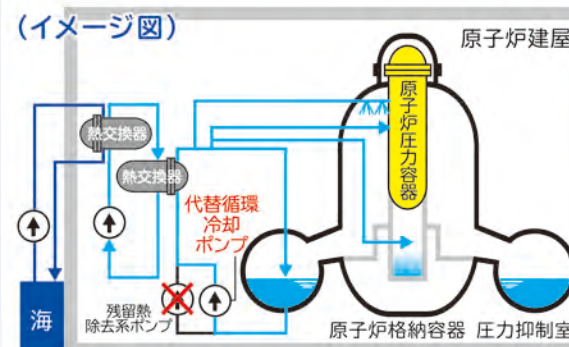 (イメージ図)
原子炉建屋
原子炉圧力容器
熱交換器
熱交換器
代替循環
冷却
ポンプ
残留熱
除去系ポンプ
海
原子炉格納容器
圧力抑制室